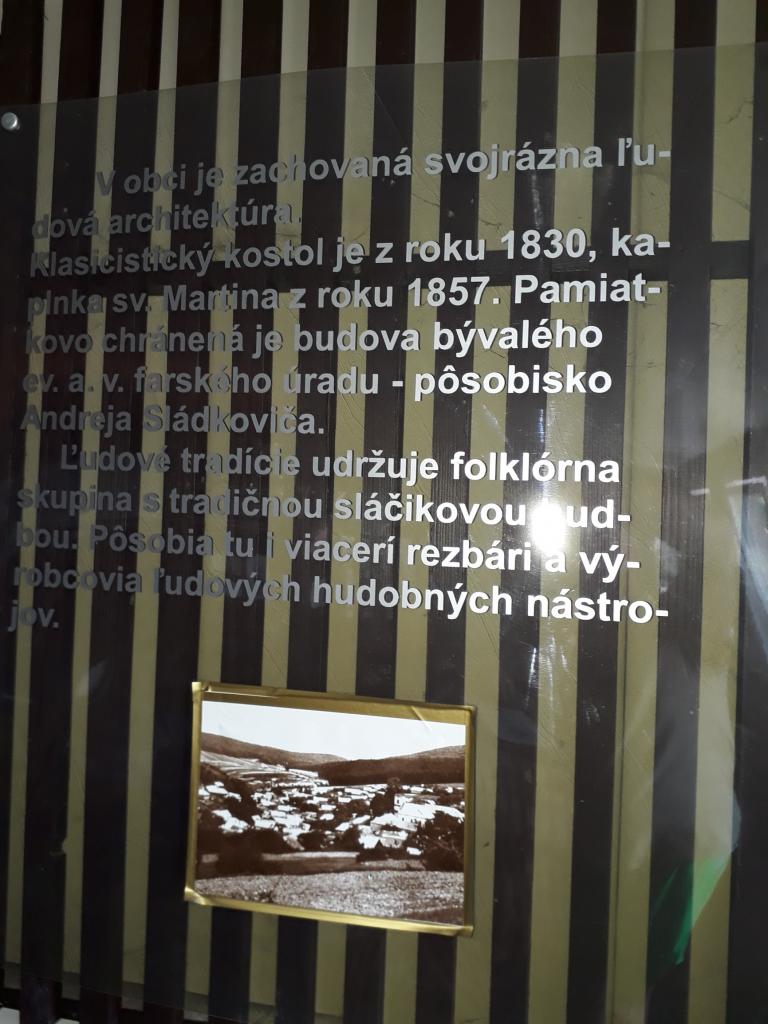 V obci je zachovaná svojrázna ľu-
dová architektúra.
Klasicistický kostol je z roku 1830, ka-
plnka sv. Martina z roku 1857. Pamiat-
kovo chránená je budova bývalého
ev. a. v. farského úradu - pôsobisko
Andreja Sládkoviča.
Ľudové tradície udržuje folklórna
skupina s tradičnou sláčikovou hud-
bou. Pôsobia tu i viacerí rezbári a vý-
robcovia ľudových hudobných nástro-
jov.